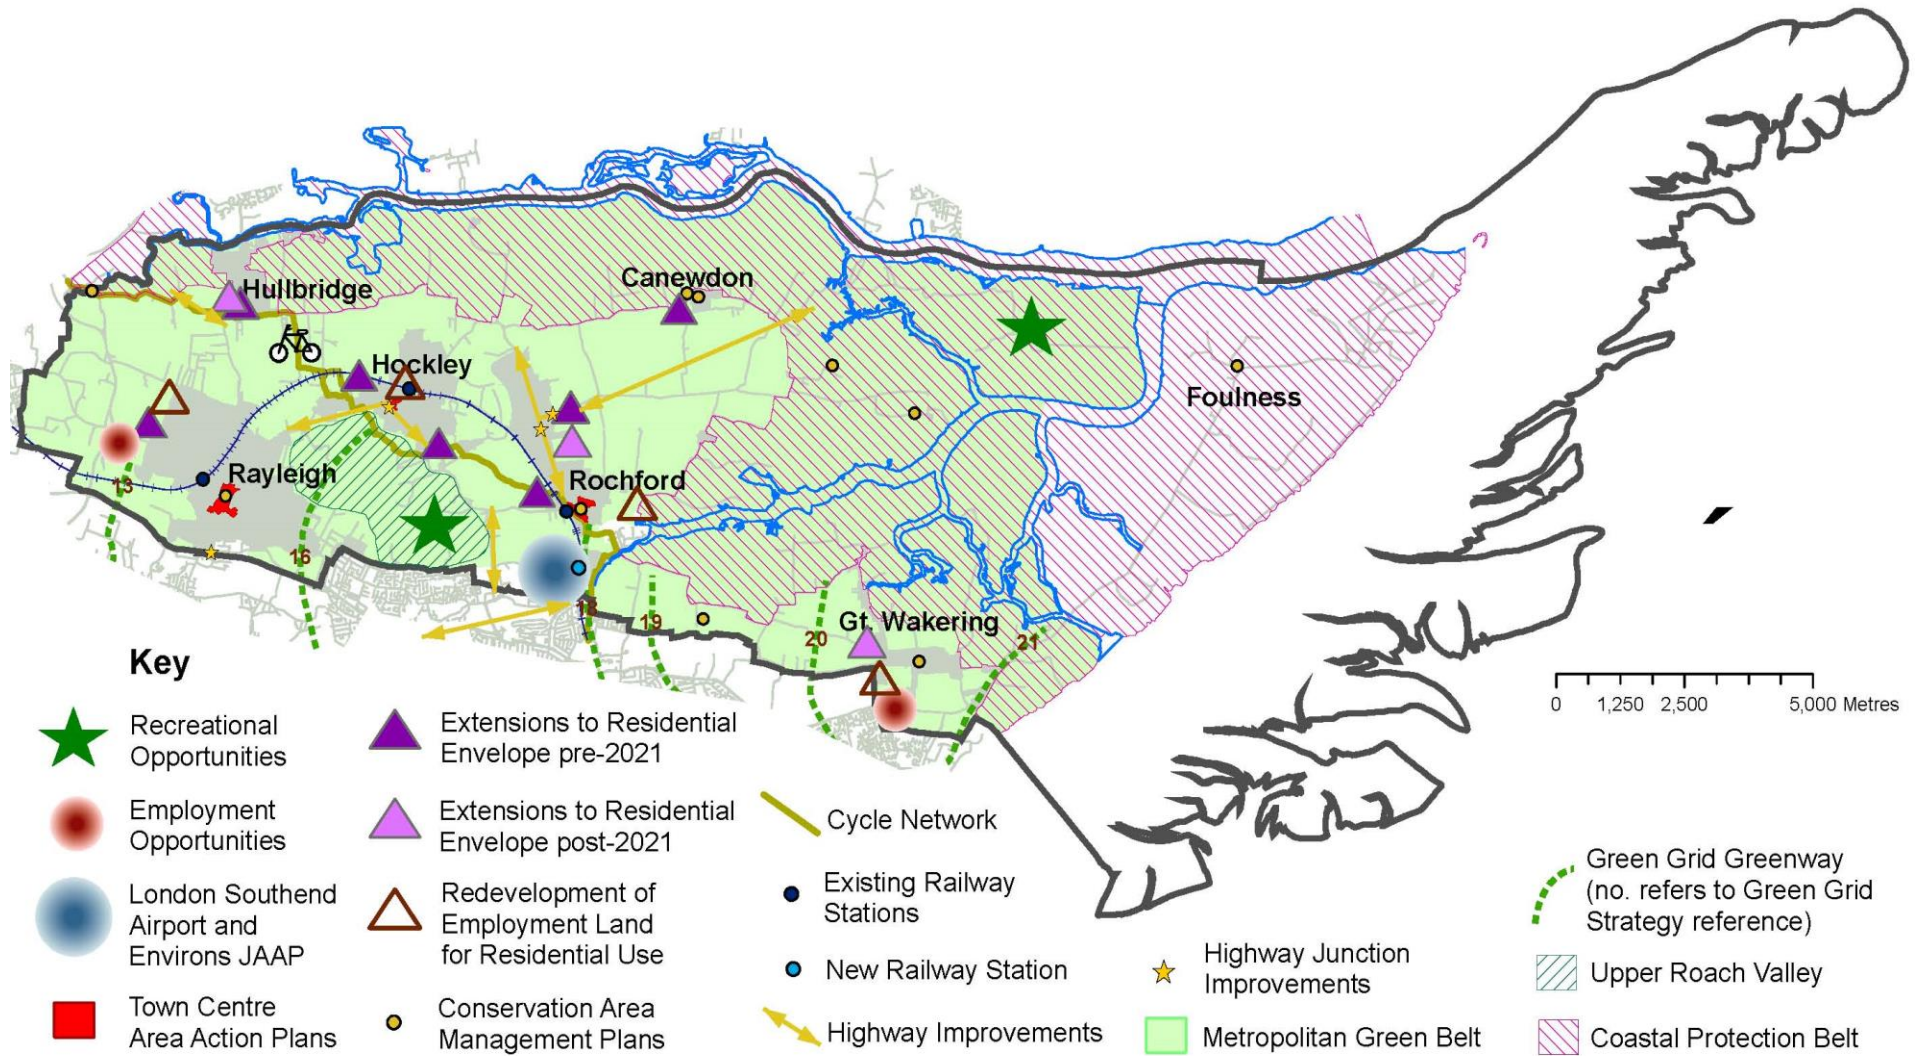 Hullbridge
Canewdon
Hockley
Foulness
Rayleigh
Rochford
13
16
18
19
20
Gt. Wakering
21
Key
Recreational
Opportunities
Employment
Opportunities
London Southend
Airport and
Environs JAAP
Town Centre
Area Action Plans
Extensions to Residential
Envelope pre-2021
Extensions to Residential
Envelope post-2021
Redevelopment of
Employment Land
for Residential Use
Conservation Area
Management Plans
Cycle Network
Existing Railway
Stations
New Railway Station
Highway Improvements
Highway Junction
Improvements
Metropolitan Green Belt
0 1,250 2,500 5,000 Metres
Green Grid Greenway
(no. refers to Green Grid
Strategy reference)
Upper Roach Valley
Coastal Protection Belt